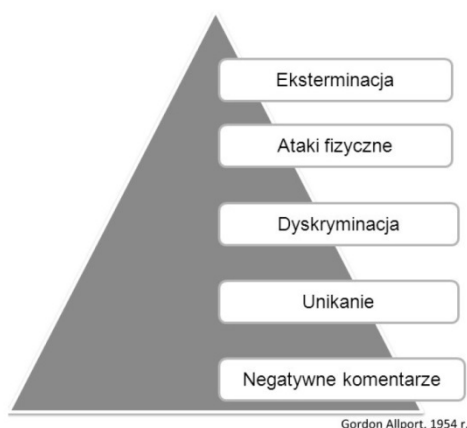 Eksterminacja
Ataki fizyczne
Dyskryminacja
Unikanie
Negatywne komentarze
Gordon Allport, 1954 r.